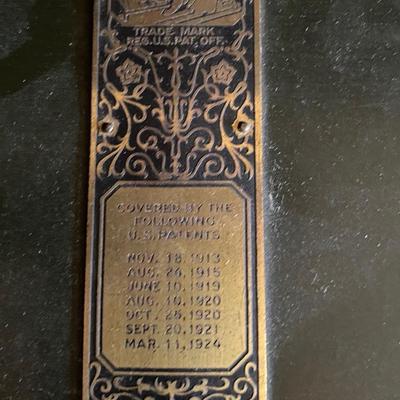 TRADE MARK
REG. U.S. PAT. OFF.
COVERED BY THE
FOLLOWING
U.S. PATENTS
NOV. 18, 1913
AUG. 24, 1915
JUNE 10, 1919
AUG. 10, 1920
OCT. 26, 1920
SEPT. 20, 1921
MAR. 11, 1924